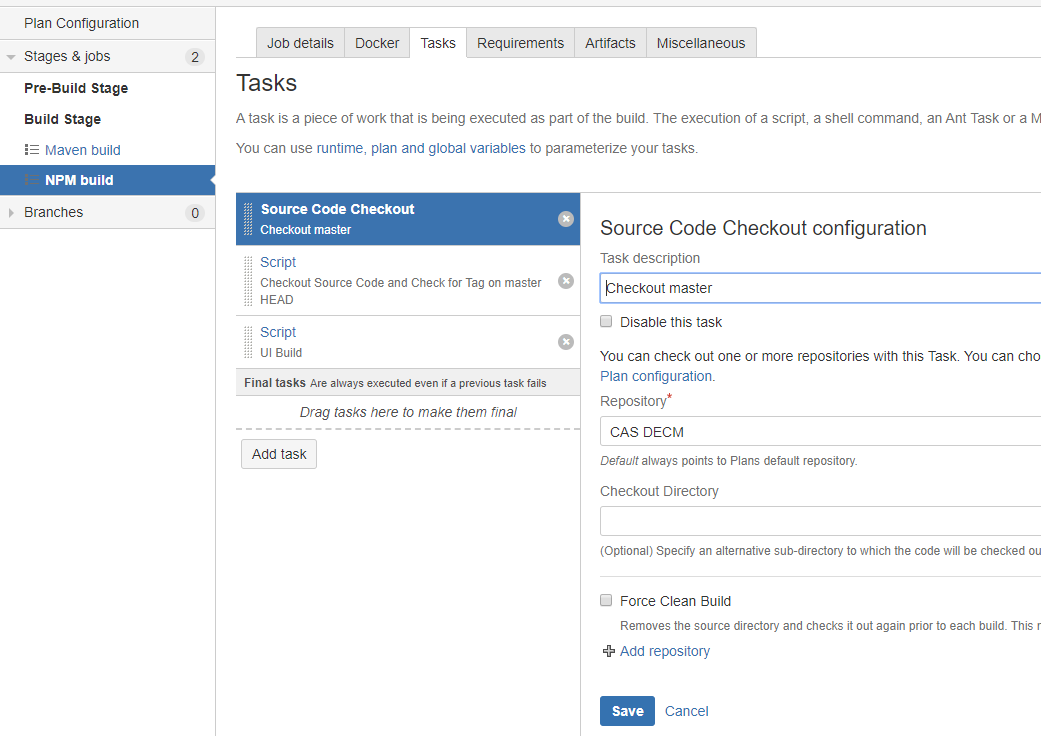 Plan Configuration
Stages & jobs
2
Pre-Build Stage
Build Stage
Maven build
NPM build
Branches
0
Job details
Docker
Tasks
Requirements
Artifacts
Miscellaneous
Tasks
A task is a piece of work that is being executed as part of the build. The execution of a script, a shell command, an Ant Task or a M
You can use runtime, plan and global variables to parameterize your tasks.
Source Code Checkout
Checkout master
Script
Checkout Source Code and Check for Tag on master
HEAD
Script
UI Build
Final tasks Are always executed even if a previous task fails
Drag tasks here to make them final
Add task
Source Code Checkout configuration
Task description
Checkout master
Disable this task
You can check out one or more repositories with this Task. You can cho
Plan configuration.
Repository*
CAS DECM
Default always points to Plans default repository.
Checkout Directory
(Optional) Specify an alternative sub-directory to which the code will be checked ou
Force Clean Build
Removes the source directory and checks it out again prior to each build. This r
Add repository
Save
Cancel